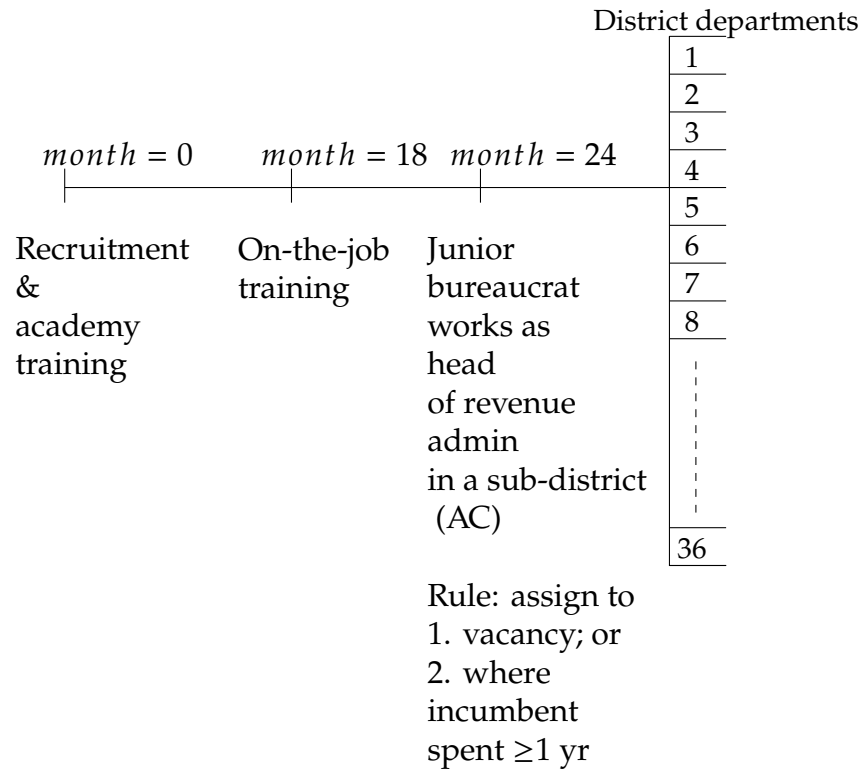 District departments
1
2
3
month = 0 month = 18 month = 24
4
5
Recruitment
&
academy
training
On-the-job
training
Junior
bureaucrat
works as
head
of revenue
admin
in a sub-district
(AC)
6
7
8
36
Rule: assign to
1. vacancy; or
2. where
incumbent
spent ≥1 yr